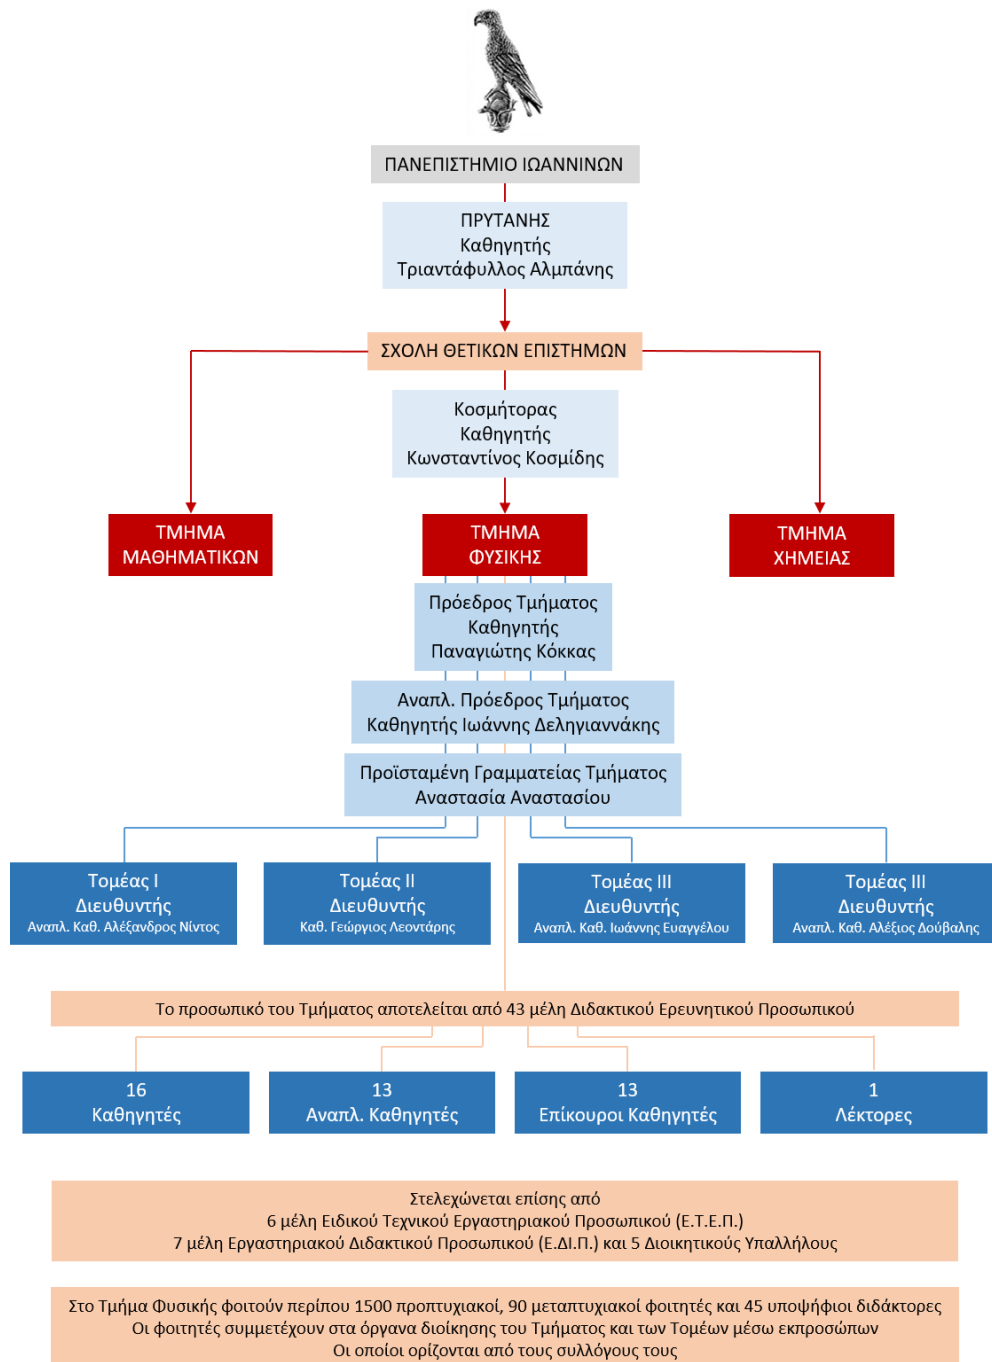 ΠΑΝΕΠΙΣΤΗΜΙΟ ΙΩΑΝΝΙΝΩΝ
ΠΡΥΤΑΝΗΣ
Καθηγητής
Τριαντάφυλλος Αλμπάνης
ΣΧΟΛΗ ΘΕΤΙΚΩΝ ΕΠΙΣΤΗΜΩΝ
Κοσμήτορας
Καθηγητής
Κωνσταντίνος Κοσμίδης
ΤΜΗΜΑ
ΜΑΘΗΜΑΤΙΚΩΝ
ΤΜΗΜΑ
ΦΥΣΙΚΗΣ
ΤΜΗΜΑ
ΧΗΜΕΙΑΣ
Πρόεδρος Τμήματος
Καθηγητής
Παναγιώτης Κόκκας
Αναπλ. Πρόεδρος Τμήματος
Καθηγητής Ιωάννης Δεληγιαννάκης
Προϊσταμένη Γραμματείας Τμήματος
Αναστασία Αναστασίου
Τομέας Ι
Διευθυντής
Αναπλ. Καθ. Αλέξανδρος Νίντος
Τομέας ΙΙ
Διευθυντής
Καθ. Γεώργιος Λεοντάρης
Τομέας ΙΙΙ
Διευθυντής
Αναπλ. Καθ. Ιωάννης Ευαγγέλου
Τομέας ΙΙΙ
Διευθυντής
Αναπλ. Καθ. Αλέξιος Δούβαλης
Το προσωπικό του Τμήματος αποτελείται από 43 μέλη Διδακτικού Ερευνητικού Προσωπικού
16
Καθηγητές
13
Αναπλ. Καθηγητές
13
Επίκουροι Καθηγητές
1
Λέκτορες
Στελεχώνεται επίσης από
6 μέλη Ειδικού Τεχνικού Εργαστηριακού Προσωπικού (Ε.Τ.Ε.Π.)
7 μέλη Εργαστηριακού Διδακτικού Προσωπικού (Ε.ΔΙ.Π.) και 5 Διοικητικούς Υπαλλήλους
Στο Τμήμα Φυσικής φοιτούν περίπου 1500 προπτυχιακοί, 90 μεταπτυχιακοί φοιτητές και 45 υποψήφιοι διδάκτορες
Οι φοιτητές συμμετέχουν στα όργανα διοίκησης του Τμήματος και των Τομέων μέσω εκπροσώπων
Οι οποίοι ορίζονται από τους συλλόγους τους